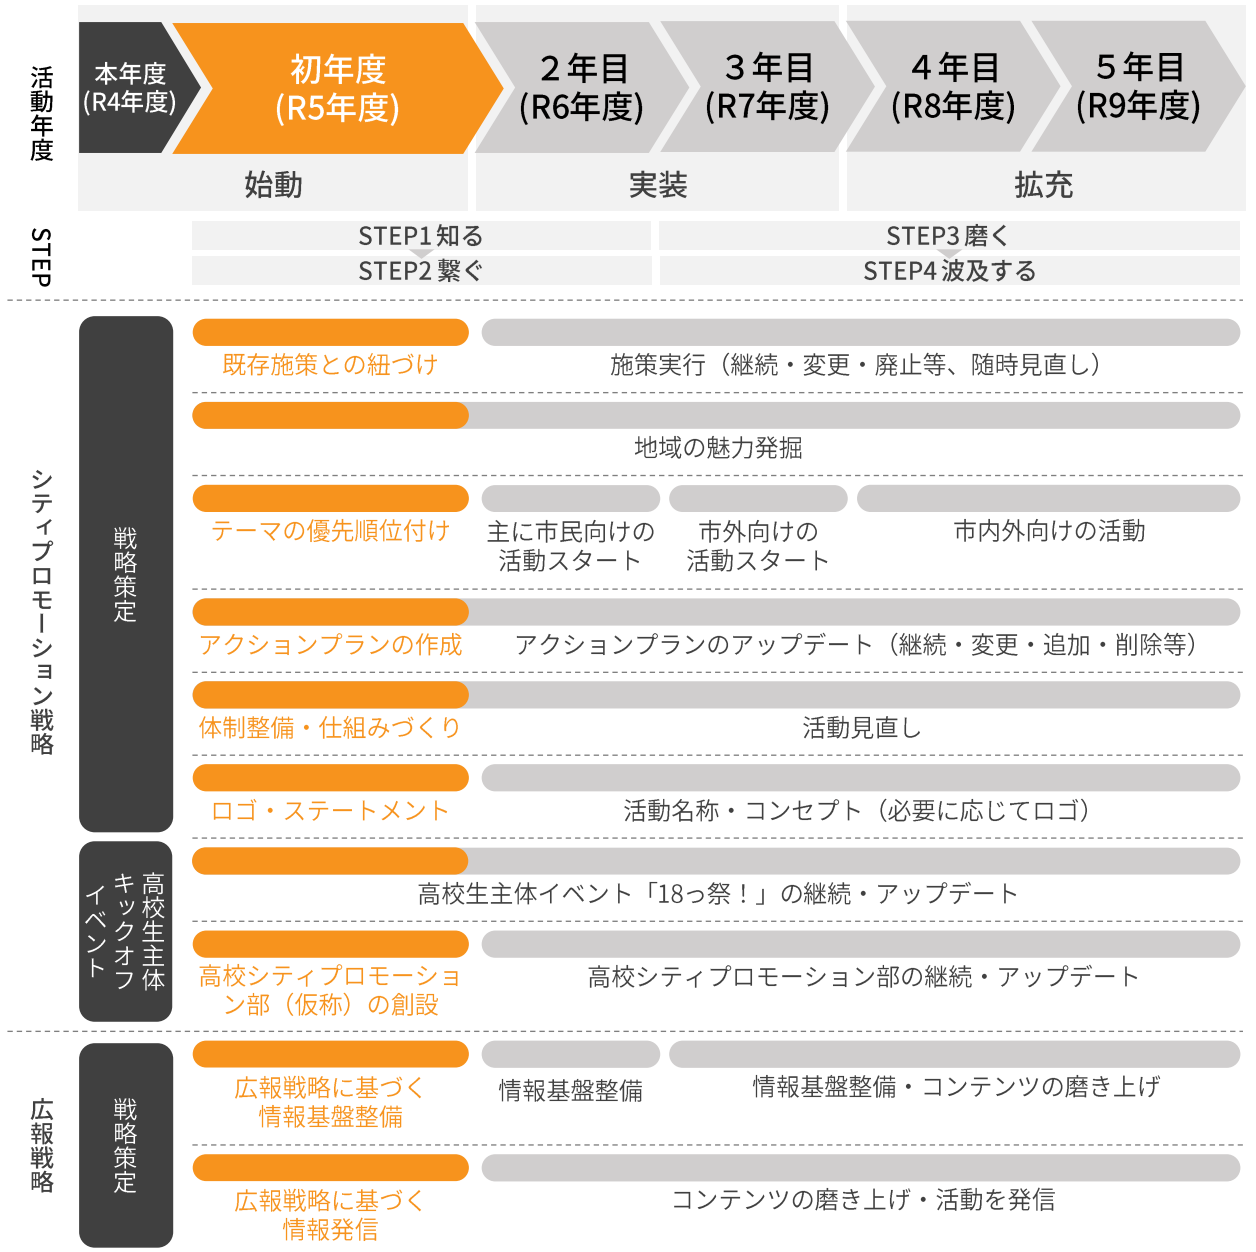 活動年度
本年度
(R4年度)
初年度
(R5年度)
２年目
(R6年度)
３年目
(R7年度)
４年目
(R8年度)
５年目
(R9年度)
始動
実装
拡充
STEP
STEP1 知る
STEP2 繋ぐ
STEP3 磨く
STEP4 波及する
シティプロモーション戦略
戦略策定
既存施策との紐づけ
施策実行（継続・変更・廃止等、随時見直し）
地域の魅力発掘
テーマの優先順位付け
主に市民向けの
活動スタート
市外向けの
活動スタート
市内外向けの活動
アクションプランの作成
アクションプランのアップデート（継続・変更・追加・削除等）
体制整備・仕組みづくり
活動見直し
ロゴ・ステートメント
活動名称・コンセプト（必要に応じてロゴ）
高校生主体
キックオフ
イベント
高校生主体イベント「18っ祭！」の継続・アップデート
高校シティプロモーショ
ン部（仮称）の創設
高校シティプロモーション部の継続・アップデート
広報戦略
戦略策定
広報戦略に基づく
情報基盤整備
情報基盤整備
情報基盤整備・コンテンツの磨き上げ
広報戦略に基づく
情報発信
コンテンツの磨き上げ・活動を発信